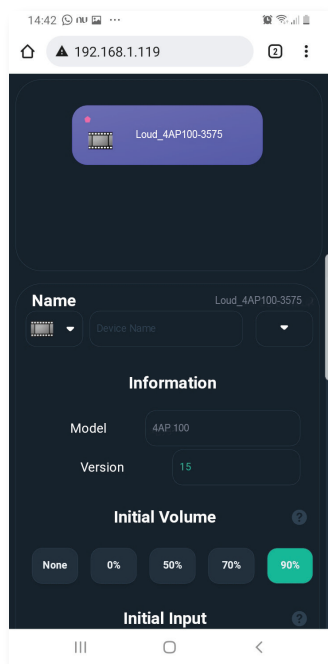 14:42
192.168.1.119
2
Loud_4AP100-3575
Name
Loud_4AP100-3575
Device Name
Information
Model
4AP 100
Version
15
Initial Volume
?
None
0%
50%
70%
90%
Initial Input
?